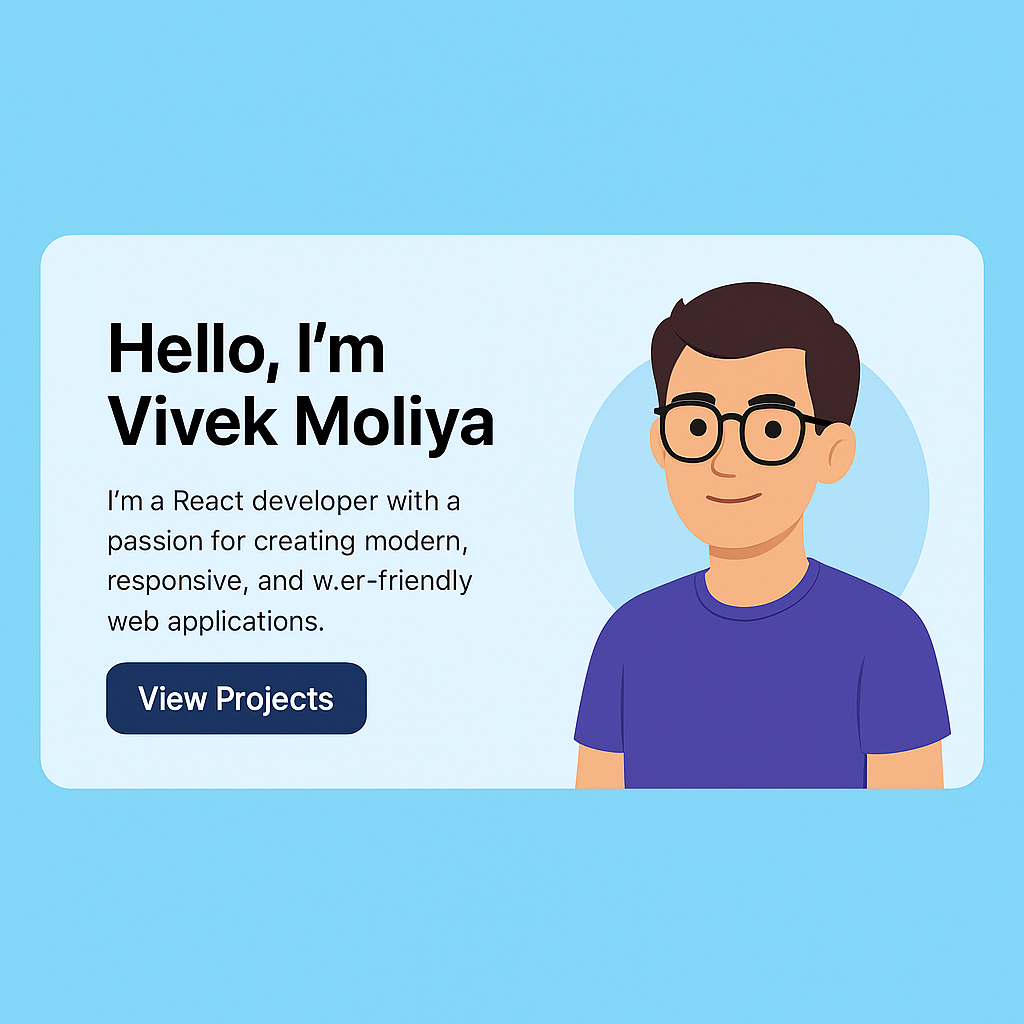 Hello, I’m
Vivek Moliya
I’m a React developer with a
passion for creating modern,
responsive, and w.er-friendly
web applications.
View Projects